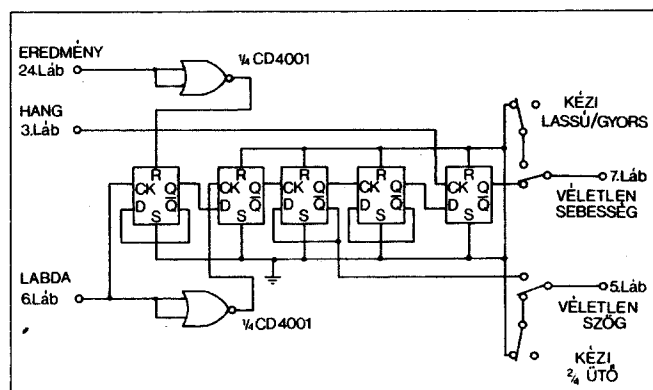 EREDMÉNY
24.Láb
¼ CD4001
HANG
3.Láb
KÉZI
LASSÚ/GYORS
R
CK Q
D Q̅
S
R
CK Q
D Q̅
S
R
CK Q
D Q̅
S
R
CK Q
D Q̅
S
R
CK Q
D Q̅
S
7.Láb
VÉLETLEN
SEBESSÉG
LABDA
6.Láb
¼ CD4001
5.Láb
VÉLETLEN
SZÖG
KÉZI
2/4 ÜTŐ